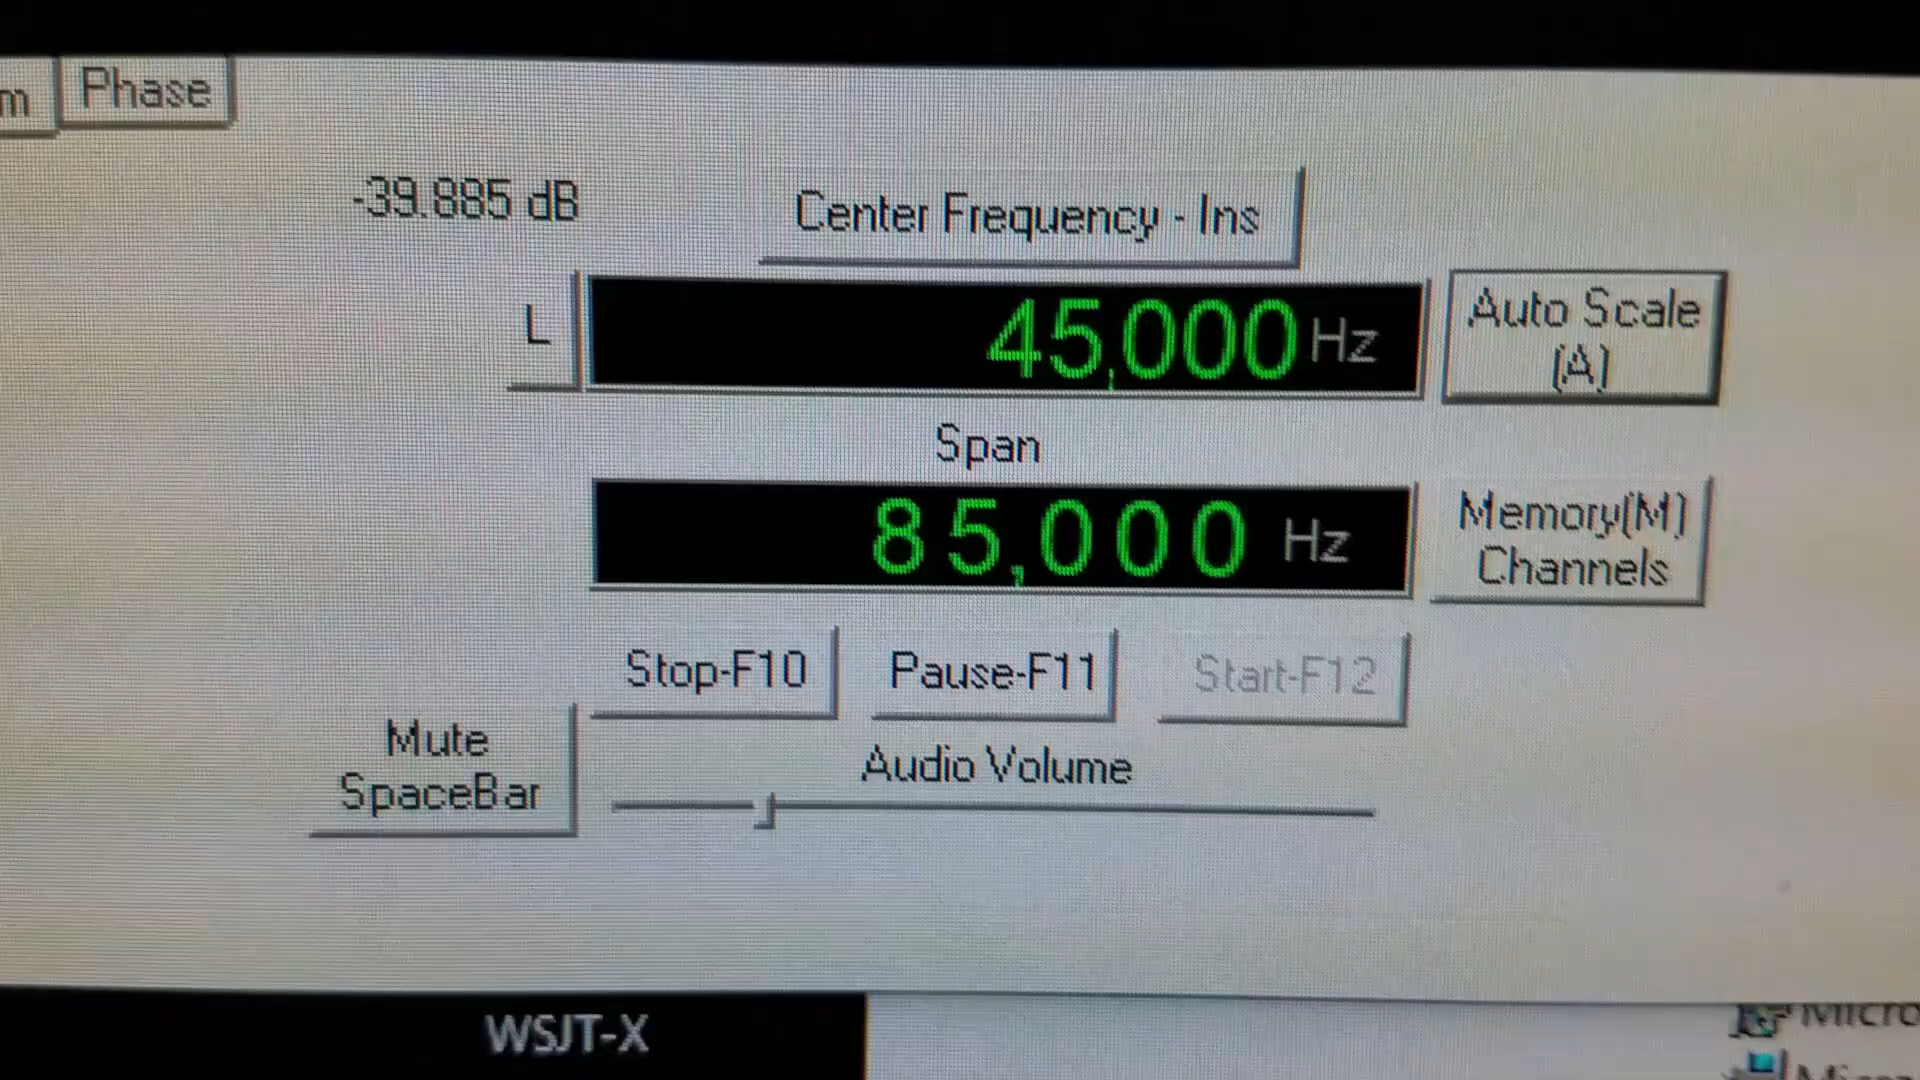 m
Phase
-39.885 dB
Center Frequency - Ins
L
45,000 Hz
Auto Scale
(A)
Span
85,000 Hz
Memory(M)
Channels
Stop-F10
Pause-F11
Start-F12
Mute
SpaceBar
Audio Volume
WSJT-X
Micro